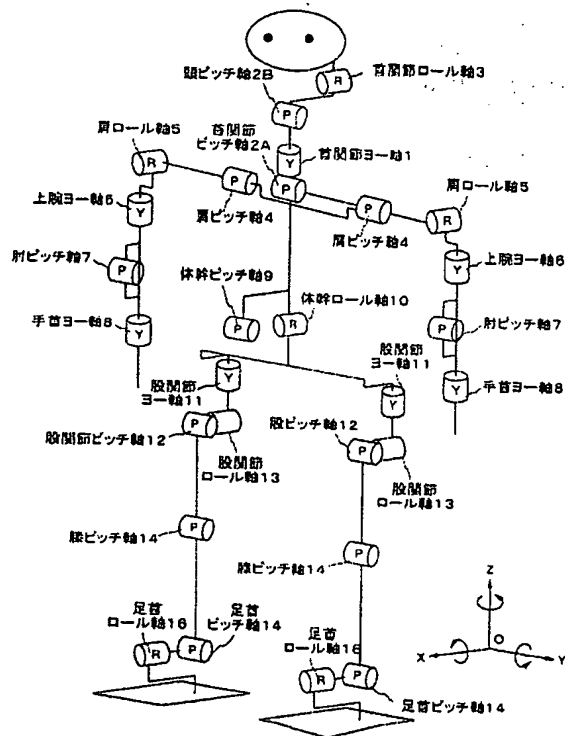 頭ピッチ軸2B
R
首関節ロール軸3
P
肩ロール軸5
首関節
ピッチ軸2A
Y
首関節ヨー軸1
R
P
P
P
肩ロール軸5
R
上腕ヨー軸6
Y
肩ピッチ軸4
肩ピッチ軸4
Y
上腕ヨー軸6
肘ピッチ軸7
P
体幹ピッチ軸9
体幹ロール軸10
P
肘ピッチ軸7
手首ヨー軸8
Y
P
R
股関節
ヨー軸11
Y
手首ヨー軸8
Y
股関節
ヨー軸11
Y
股ピッチ軸12
P
股関節ピッチ軸12
P
股関節
ロール軸13
股関節
ロール軸13
膝ピッチ軸14
P
膝ピッチ軸14
P
Z
足首
ロール軸16
足首
ピッチ軸14
R
P
足首
ロール軸16
R
P
足首ピッチ軸14
X
O
Y